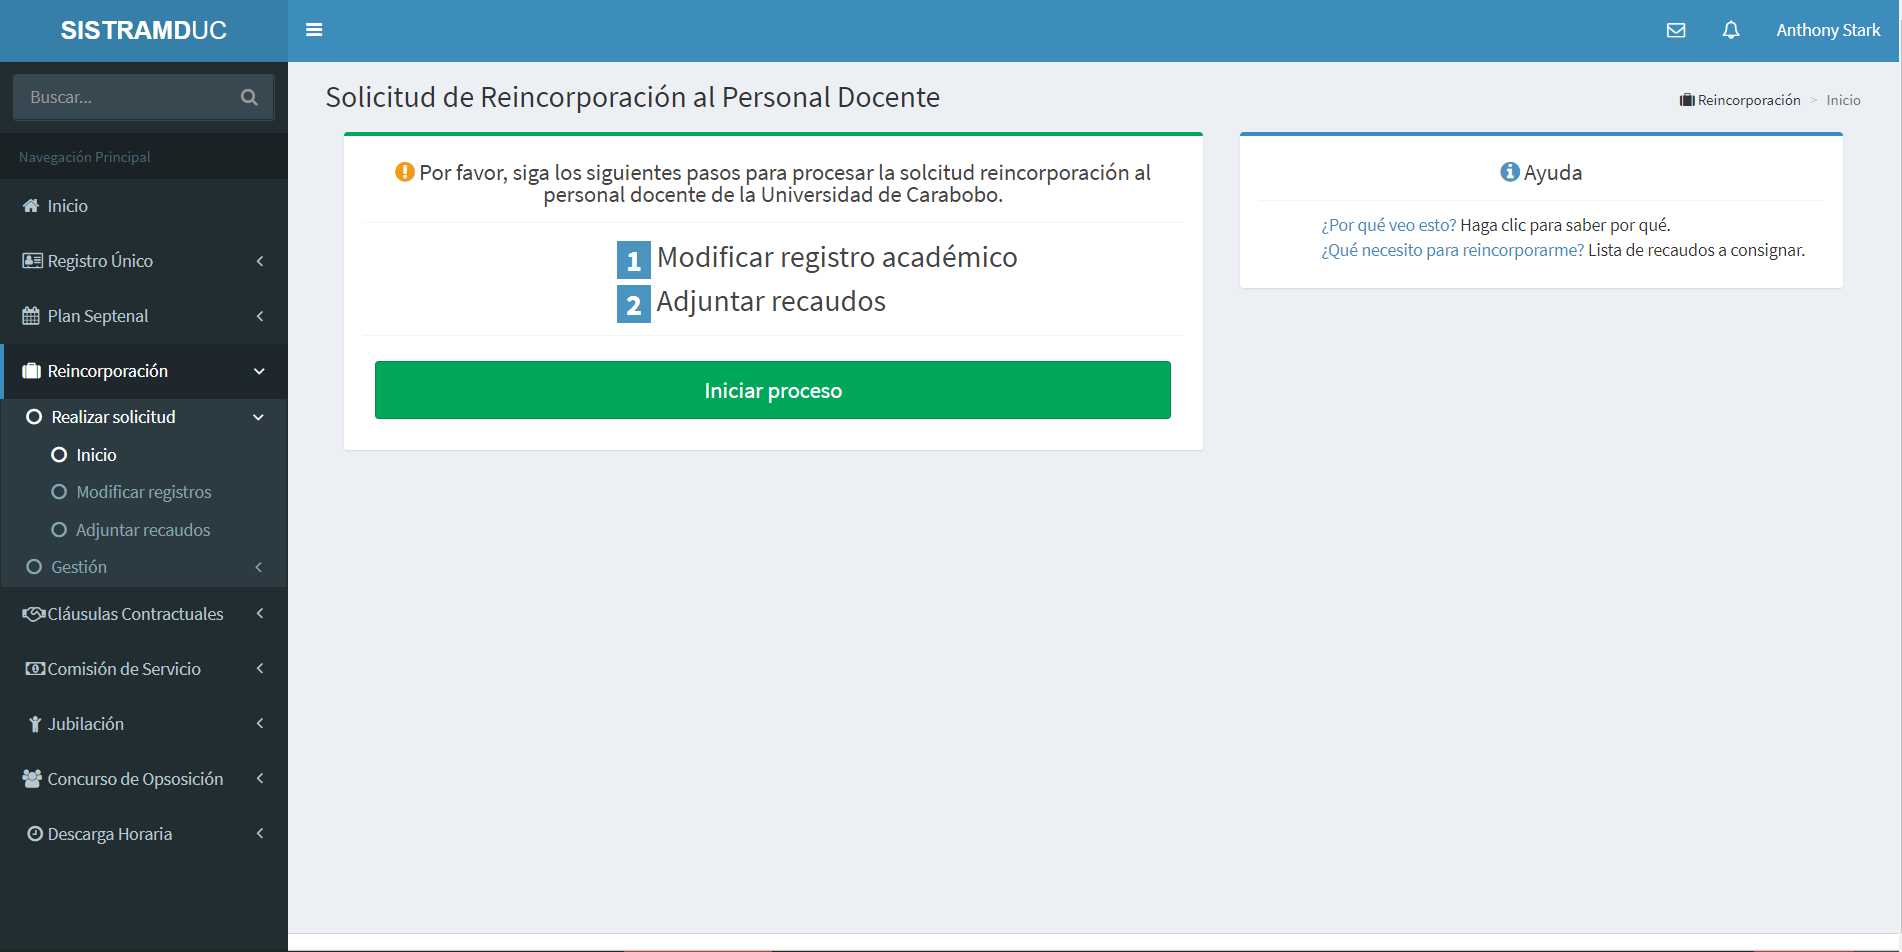 SISTRAMDUC
Anthony Stark
Buscar...
Navegación Principal
Inicio
Registro Único
Plan Septenal
Reincorporación
Realizar solicitud
Inicio
Modificar registros
Adjuntar recaudos
Gestión
Cláusulas Contractuales
Comisión de Servicio
Jubilación
Concurso de Opsosición
Descarga Horaria
Solicitud de Reincorporación al Personal Docente
Reincorporación > Inicio
Por favor, siga los siguientes pasos para procesar la solcitud reincorporación al
personal docente de la Universidad de Carabobo.
1 Modificar registro académico
2 Adjuntar recaudos
Iniciar proceso
Ayuda
¿Por qué veo esto? Haga clic para saber por qué.
¿Qué necesito para reincorporarme? Lista de recaudos a consignar.